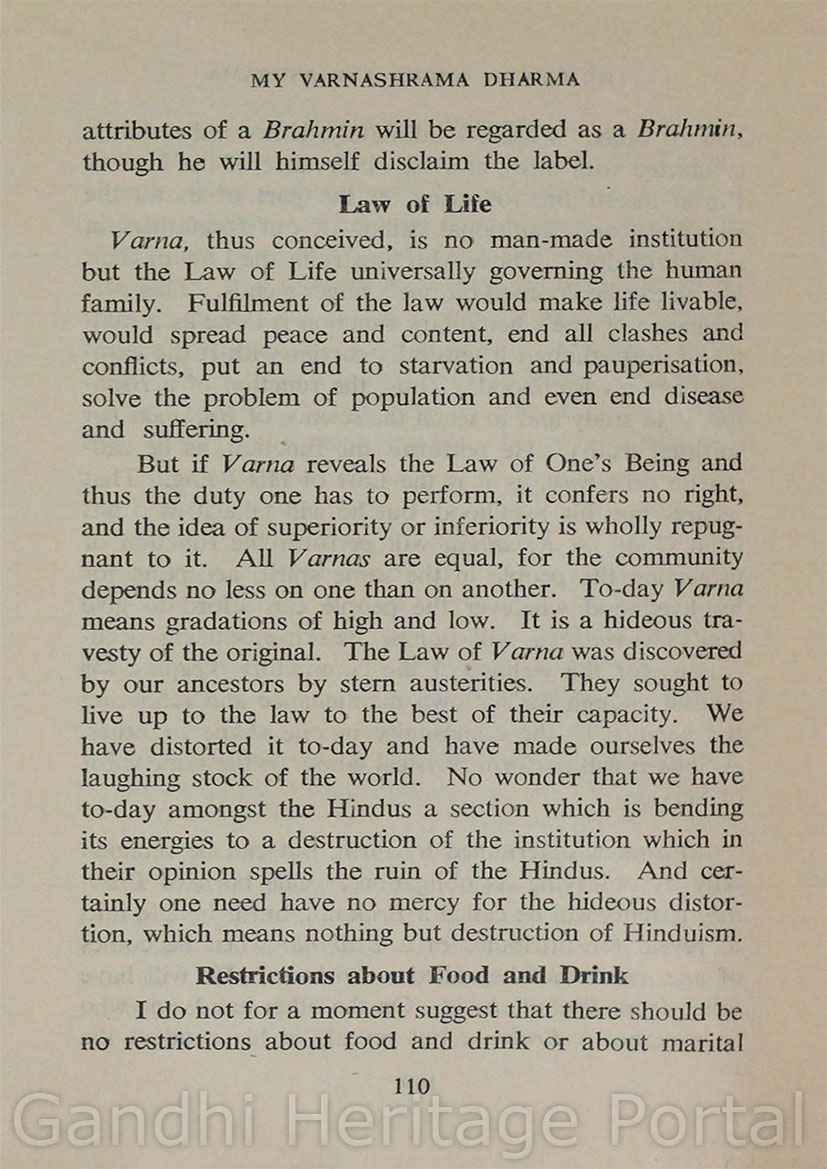 MY VARNASHRAMA DHARMA
attributes of a Brahmin will be regarded as a Brahmin,
though he will himself disclaim the label.
Law of Life
Varna, thus conceived, is no man-made institution
but the Law of Life universally governing the human
family. Fulfilment of the law would make life livable,
would spread peace and content, end all clashes and
conflicts, put an end to starvation and pauperisation,
solve the problem of population and even end disease
and suffering.
But if Varna reveals the Law of One's Being and
thus the duty one has to perform, it confers no right,
and the idea of superiority or inferiority is wholly repug-
nant to it. All Varnas are equal, for the community
depends no less on one than on another. To-day Varna
means gradations of high and low. It is a hideous tra-
vesty of the original. The Law of Varna was discovered
by our ancestors by stern austerities. They sought to
live up to the law to the best of their capacity. We
have distorted it to-day and have made ourselves the
laughing stock of the world. No wonder that we have
to-day amongst the Hindus a section which is bending
its energies to a destruction of the institution which in
their opinion spells the ruin of the Hindus. And cer-
tainly one need have no mercy for the hideous distor-
tion, which means nothing but destruction of Hinduism.
Restrictions about Food and Drink
I do not for a moment suggest that there should be
no restrictions about food and drink or about marital
110
Gandhi Heritage Portal